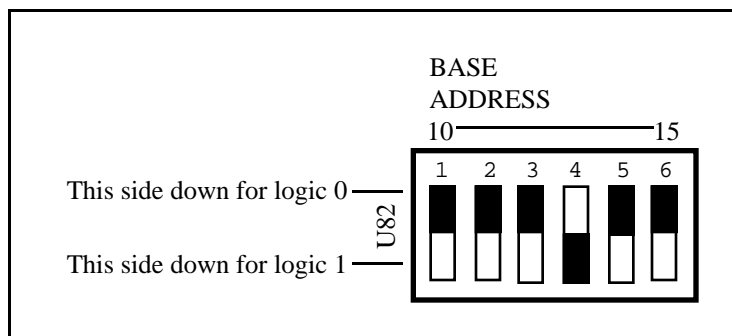 BASE
ADDRESS
10 15
1 2 3 4 5 6
This side down for logic 0
U82
This side down for logic 1